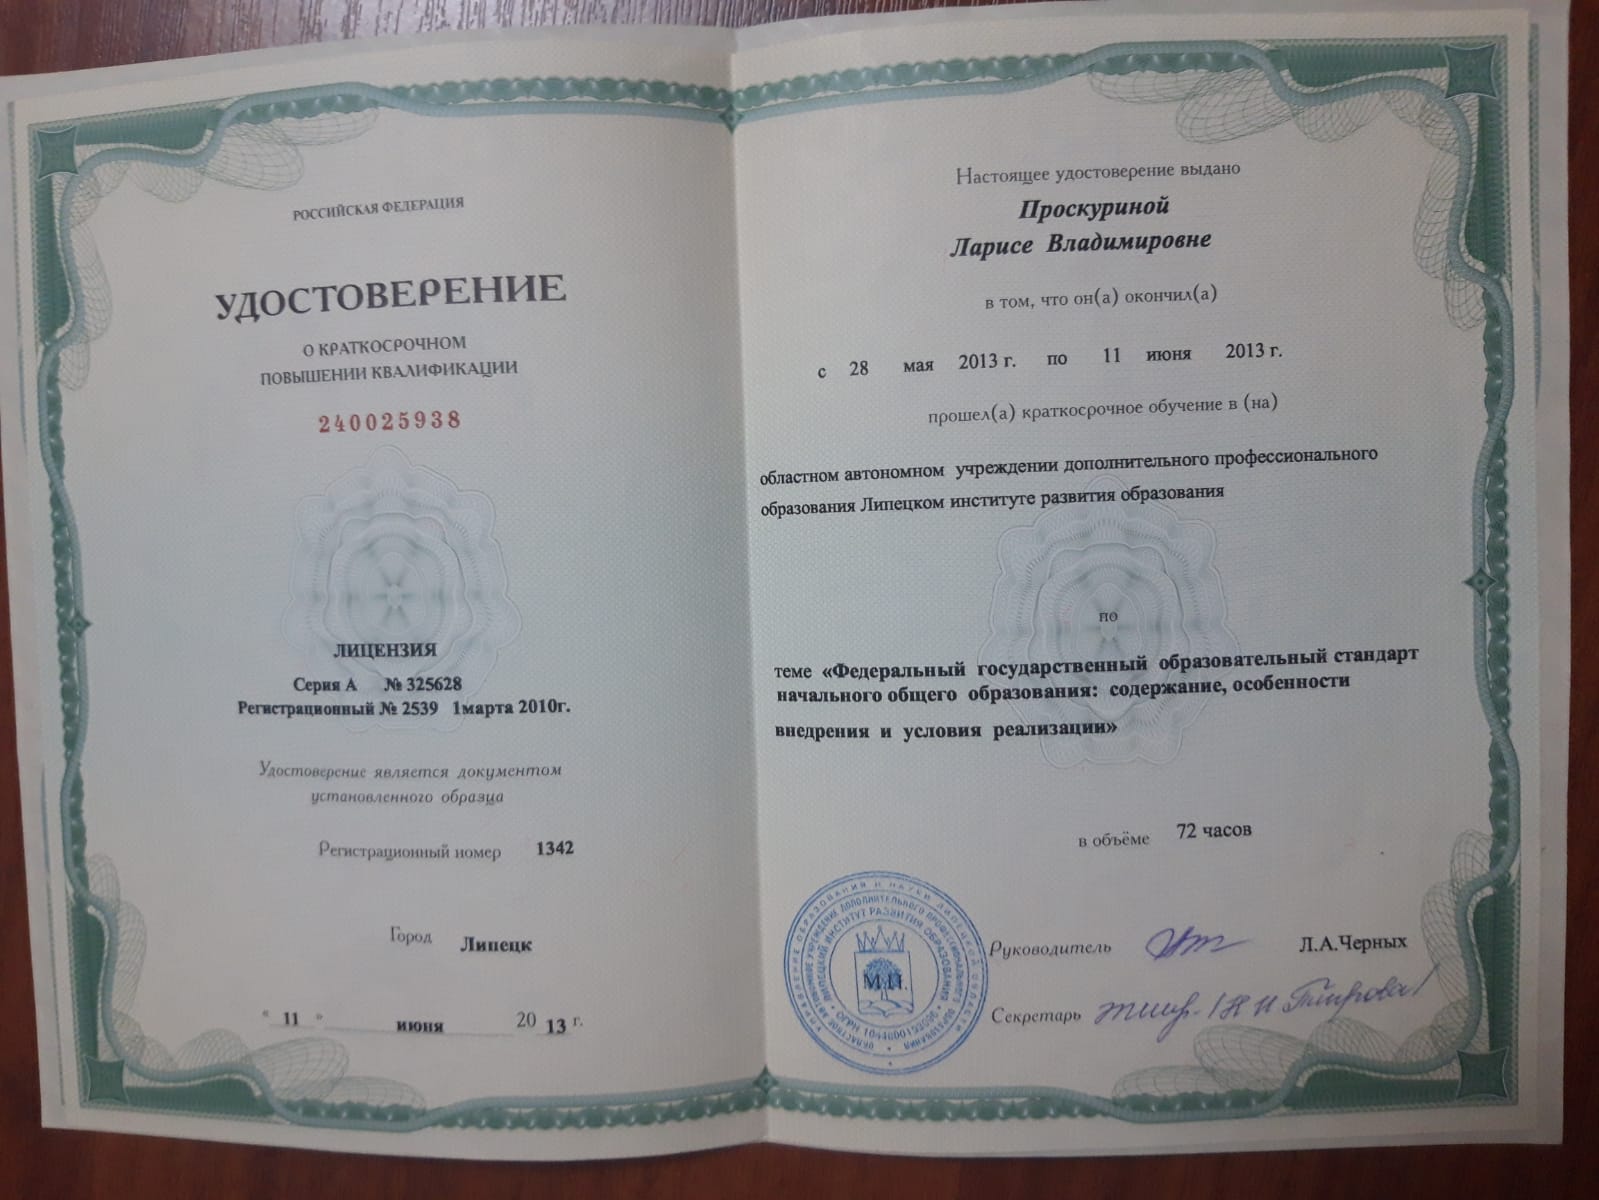 РОССИЙСКАЯ ФЕДЕРАЦИЯ
УДОСТОВЕРЕНИЕ
О КРАТКОСРОЧНОМ
ПОВЫШЕНИИ КВАЛИФИКАЦИИ
240025938
ЛИЦЕНЗИЯ
Серия А № 325628
Регистрационный № 2539 1марта 2010г.
Удостоверение является документом
установленного образца
Регистрационный номер 1342
Город Липецк
" 11 " июня 20 13 г.
Настоящее удостоверение выдано
Проскуриной
Ларисе Владимировне
в том, что он(а) окончил(а)
с 28 мая 2013 г. по 11 июня 2013 г.
прошел(а) краткосрочное обучение в (на)
областном автономном учреждении дополнительного профессионального
образования Липецком институте развития образования
по
теме «Федеральный государственный образовательный стандарт
начального общего образования: содержание, особенности
внедрения и условия реализации»
в объёме 72 часов
Руководитель Л.А.Черных
Секретарь
М.П.
ЛИПЕЦКИЙ ИНСТИТУТ РАЗВИТИЯ ОБРАЗОВАНИЯ